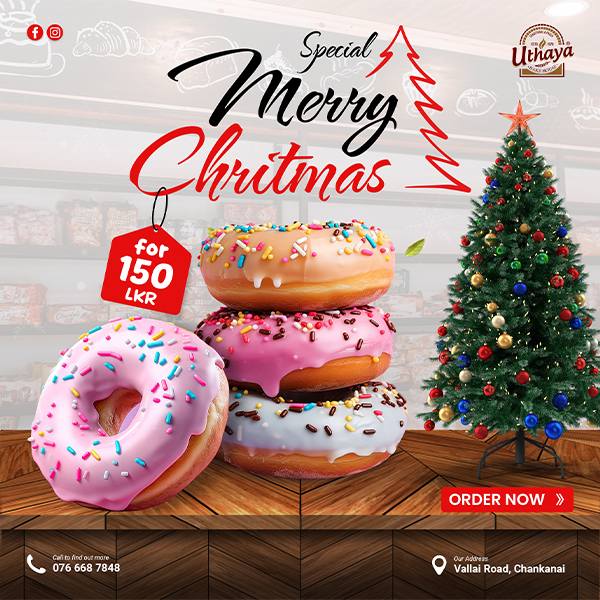 Special
Merry
Chritmas
Uthaya
for
150
LKR
ORDER NOW
Call to find out more
076 668 7848
Our Address
Vallai Road, Chankanai